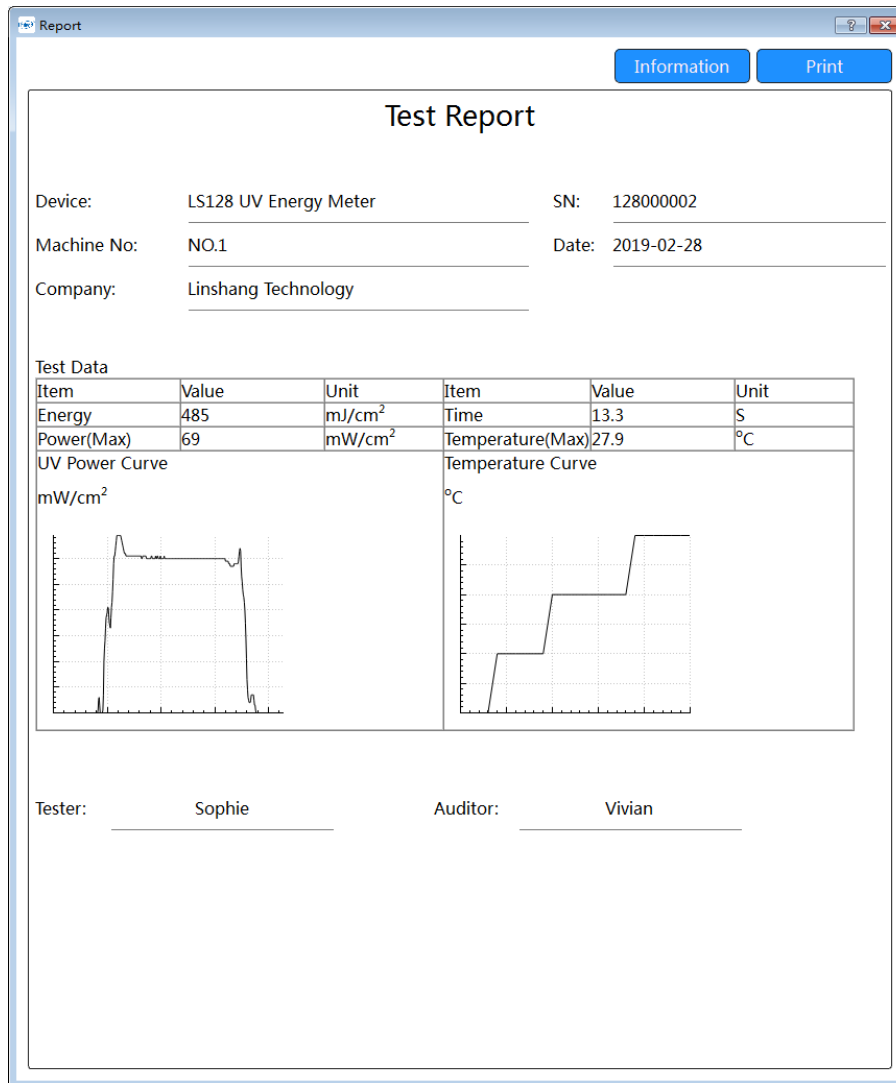 Report
Information Print
Test Report
Device: LS128 UV Energy Meter SN: 128000002
Machine No: NO.1 Date: 2019-02-28
Company: Linshang Technology
Test Data
Item Value Unit Item Value Unit
Energy 485 mJ/cm² Time 13.3 S
Power(Max) 69 mW/cm² Temperature(Max) 27.9 °C
UV Power Curve Temperature Curve
mW/cm² °C
Tester: Sophie Auditor: Vivian